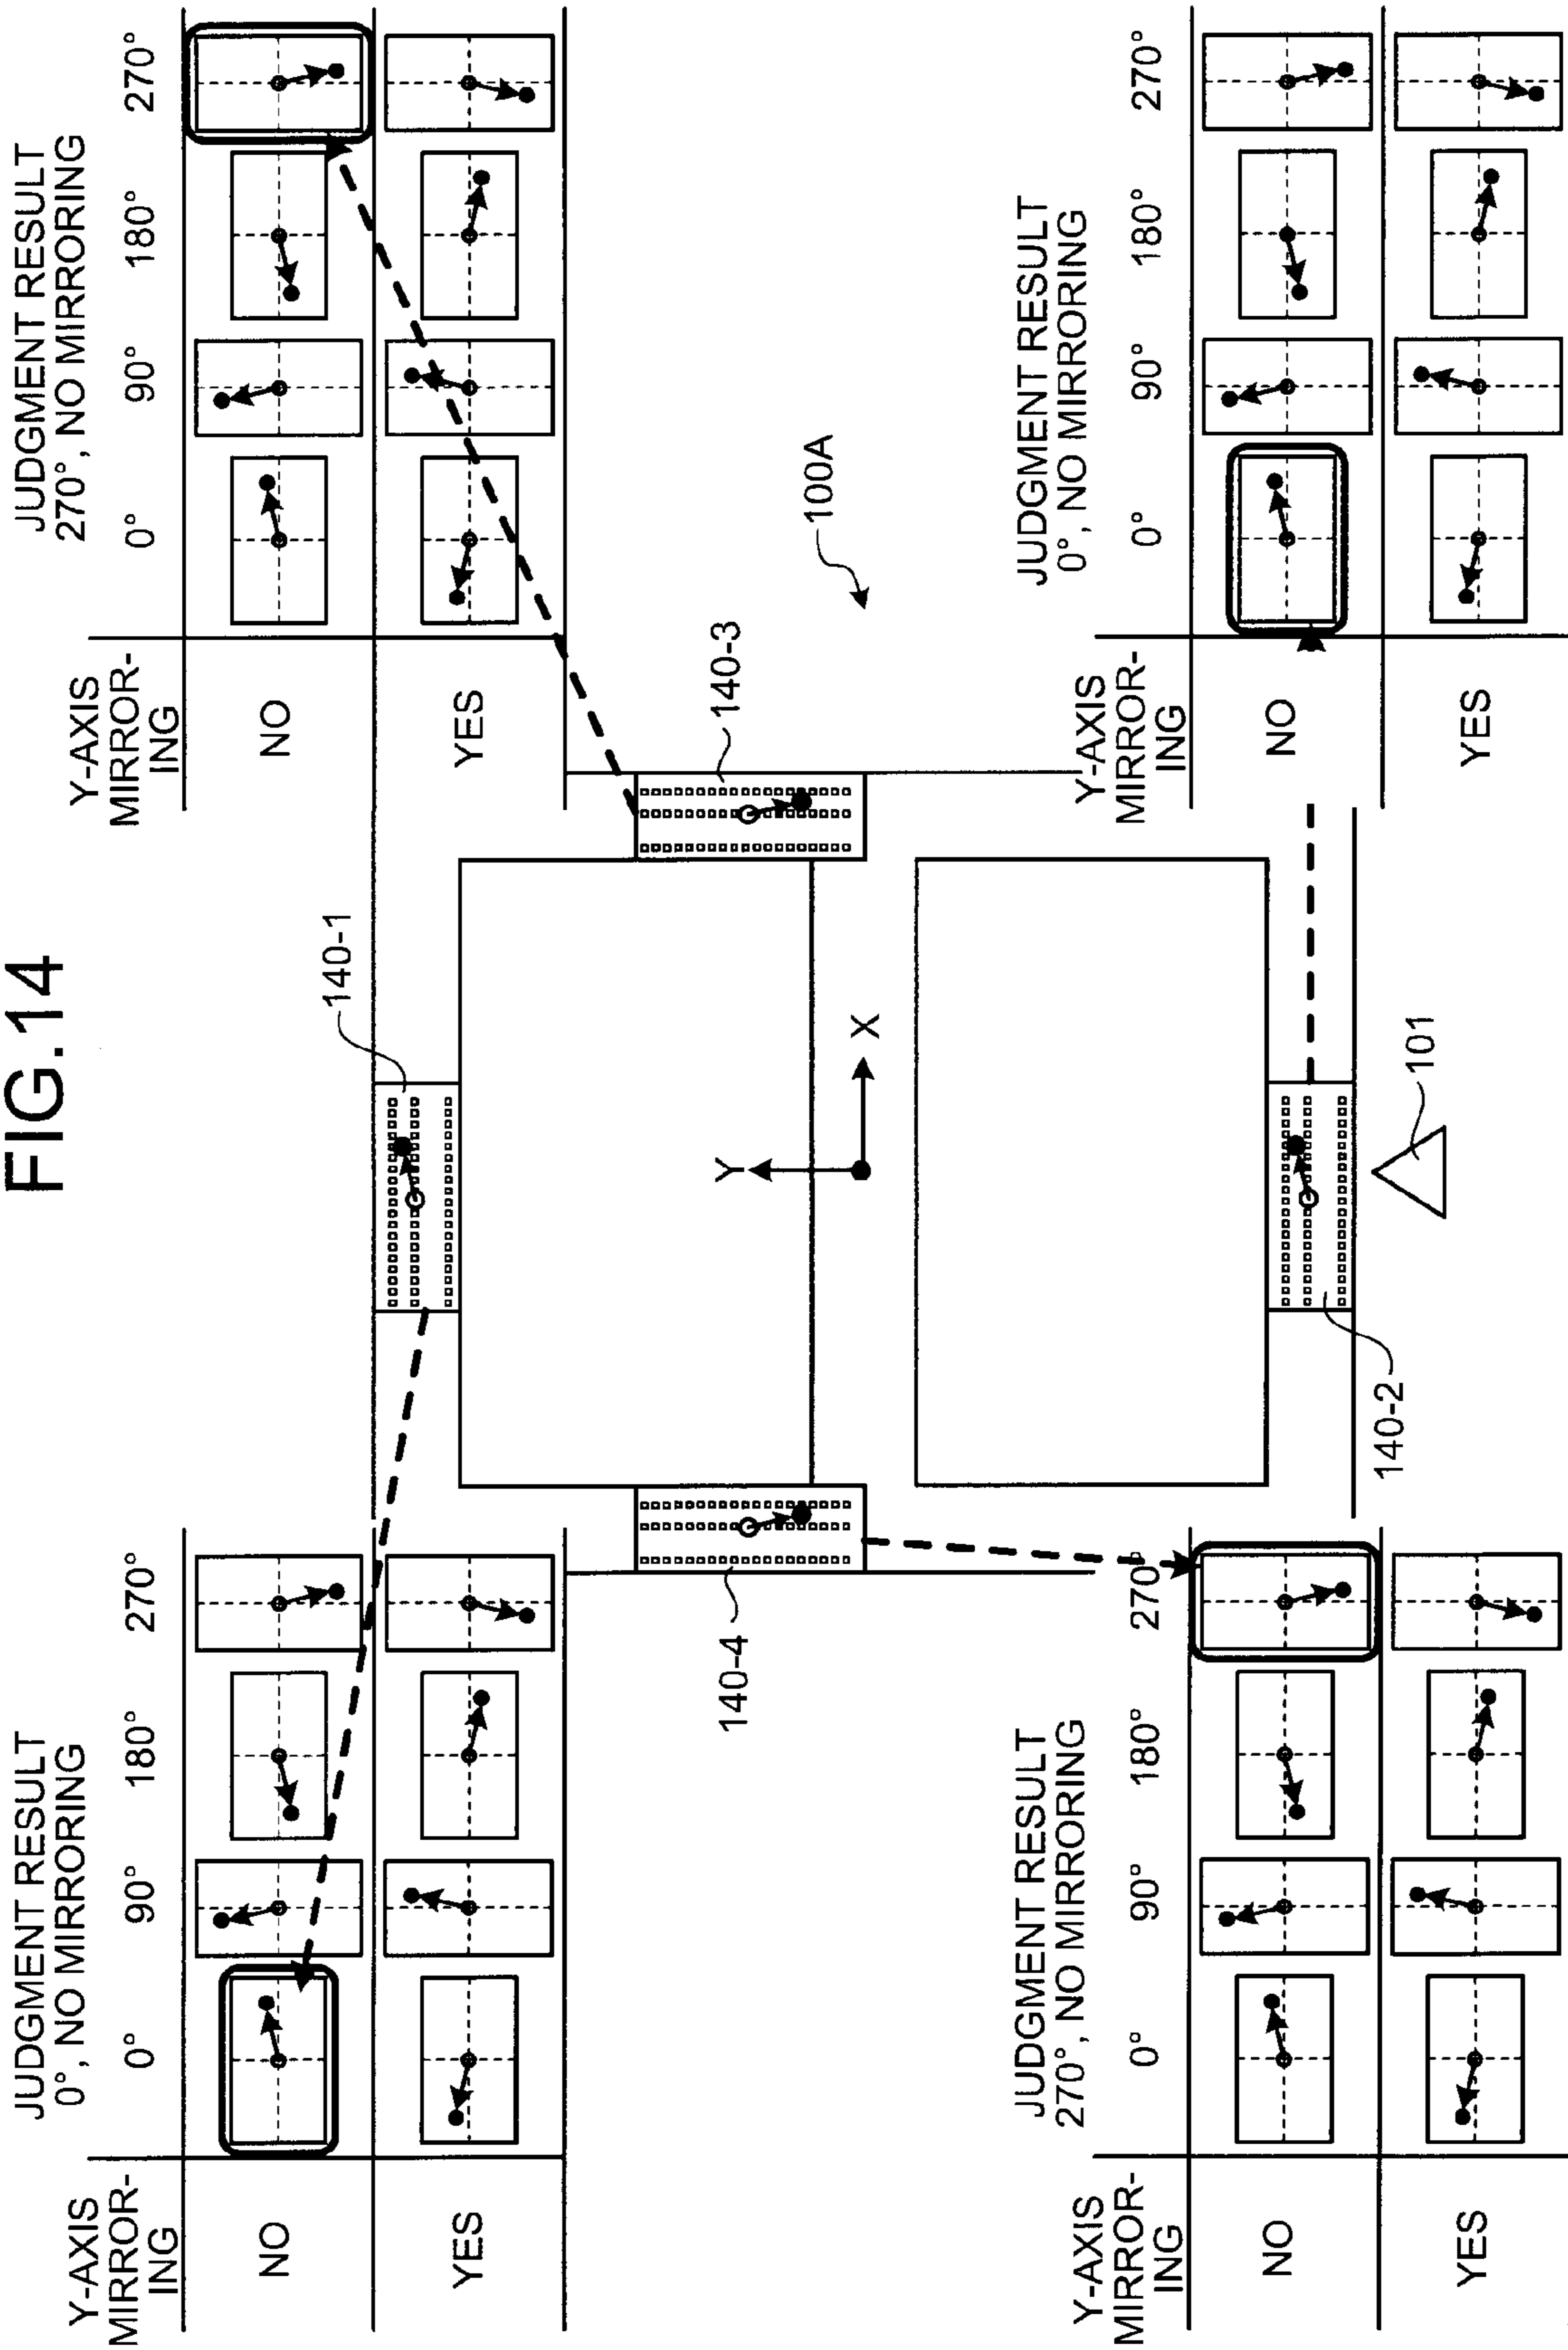 FIG.14
JUDGMENT RESULT
0°, NO MIRRORING
Y-AXIS
MIRROR-
ING
0°
90°
180°
270°
NO
YES
JUDGMENT RESULT
270°, NO MIRRORING
Y-AXIS
MIRROR-
ING
0°
90°
180°
270°
NO
YES
140-1
140-3
100A
Y
X
140-4
140-2
101
JUDGMENT RESULT
270°, NO MIRRORING
Y-AXIS
MIRROR-
ING
0°
90°
180°
270°
NO
YES
JUDGMENT RESULT
0°, NO MIRRORING
Y-AXIS
MIRROR-
ING
0°
90°
180°
270°
NO
YES